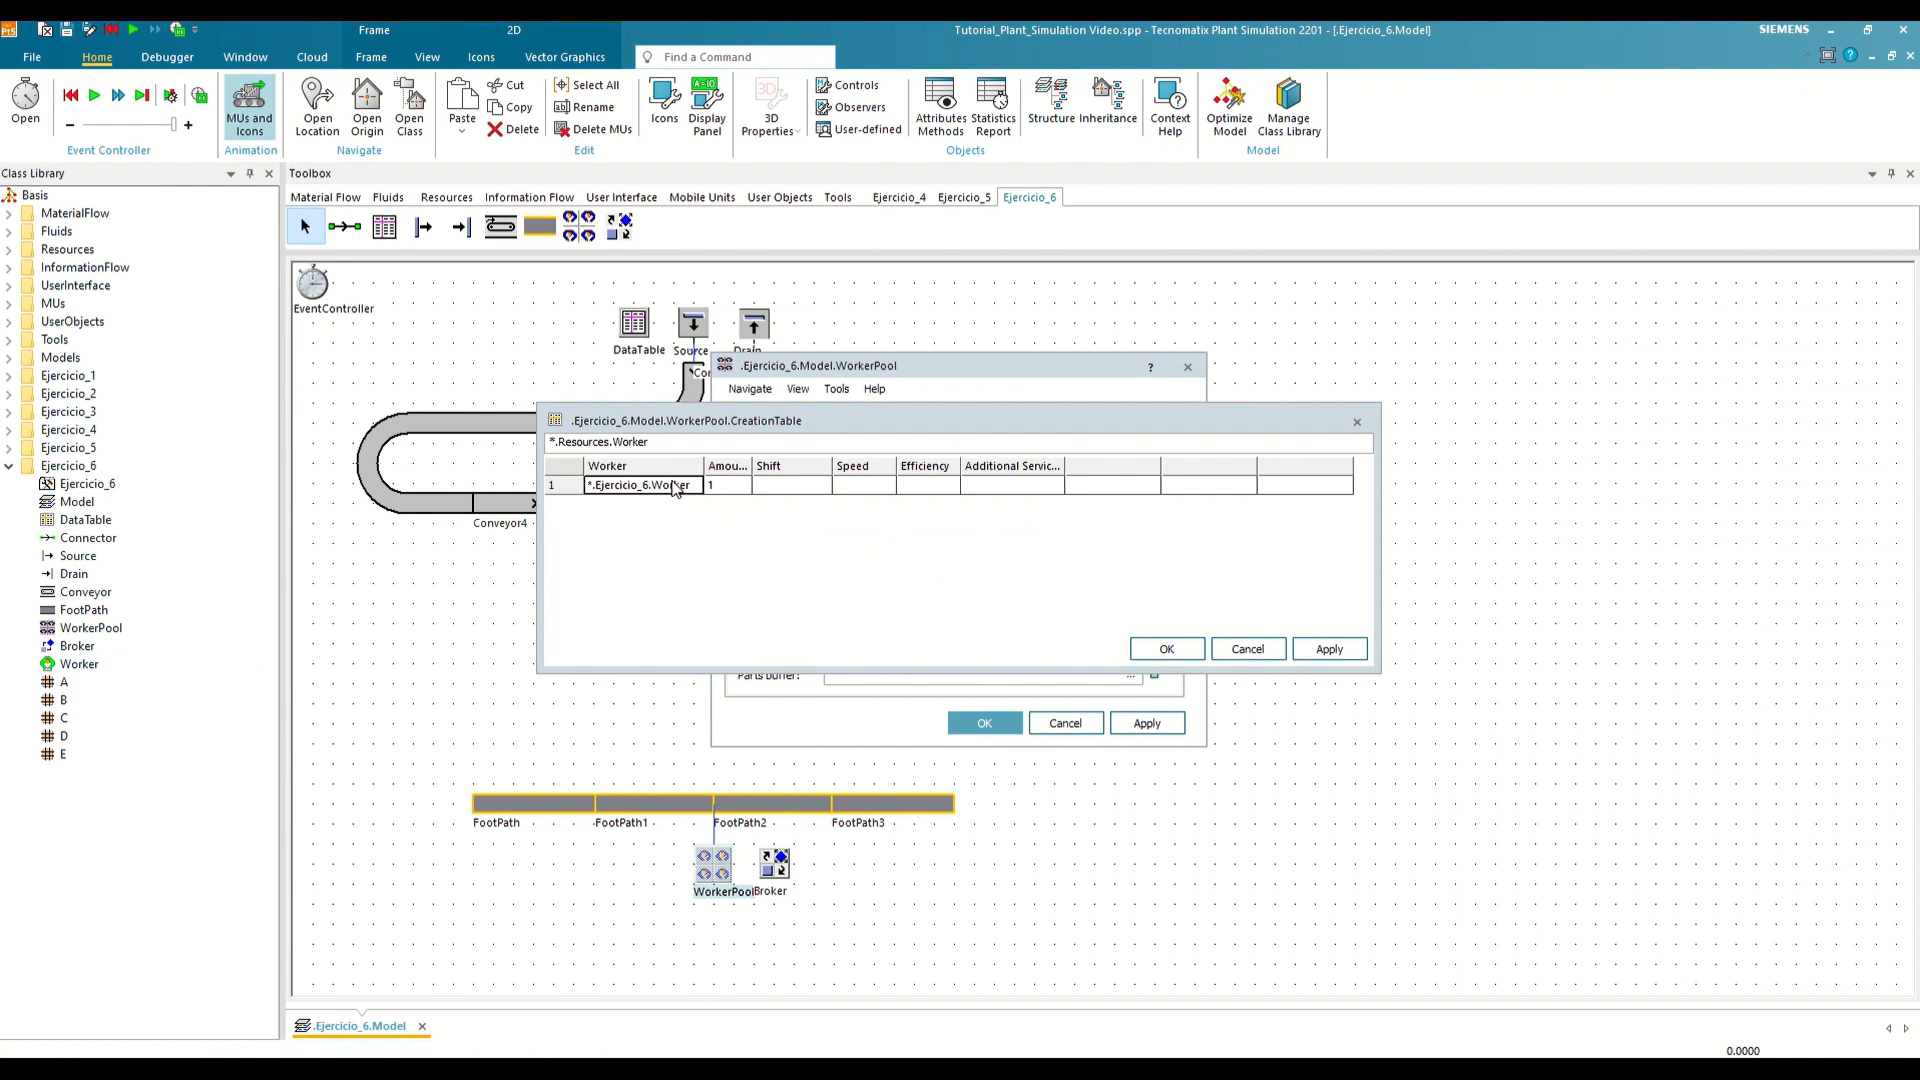 Frame 2D Tutorial_Plant_Simulation Video.spp - Tecnomatix Plant Simulation 2201 - [.Ejercicio_6.Model] SIEMENS
File Home Debugger Window Cloud Frame View Icons Vector Graphics Find a Command
Open
MUs and Icons
Open Location
Open Origin
Open Class
Paste
Cut
Copy
Delete
Select All
Rename
Delete MUs
Icons
Display Panel
3D Properties
Controls
Observers
User-defined
Attributes Methods
Statistics Report
Structure
Inheritance
Context Help
Optimize Model
Manage Class Library
Event Controller Animation Navigate Edit Objects Model
Class Library
Toolbox
Basis
MaterialFlow
Fluids
Resources
InformationFlow
UserInterface
MUs
UserObjects
Tools
Models
Ejercicio_1
Ejercicio_2
Ejercicio_3
Ejercicio_4
Ejercicio_5
Ejercicio_6
Ejercicio_6
Model
DataTable
Connector
Source
Drain
Conveyor
FootPath
WorkerPool
Broker
Worker
A
B
C
D
E
Material Flow Fluids Resources Information Flow User Interface Mobile Units User Objects Tools Ejercicio_4 Ejercicio_5 Ejercicio_6
EventController
DataTable Source Drain
Cor
Conveyor4
.Ejercicio_6.Model.WorkerPool ?
Navigate View Tools Help
.Ejercicio_6.Model.WorkerPool.CreationTable
*.Resources.Worker
Worker Amou... Shift Speed Efficiency Additional Servic...
1 *.Ejercicio_6.Worker 1
OK Cancel Apply
Parts buffer: ...
OK Cancel Apply
FootPath FootPath1 FootPath2 FootPath3
WorkerPool Broker
.Ejercicio_6.Model
0.0000